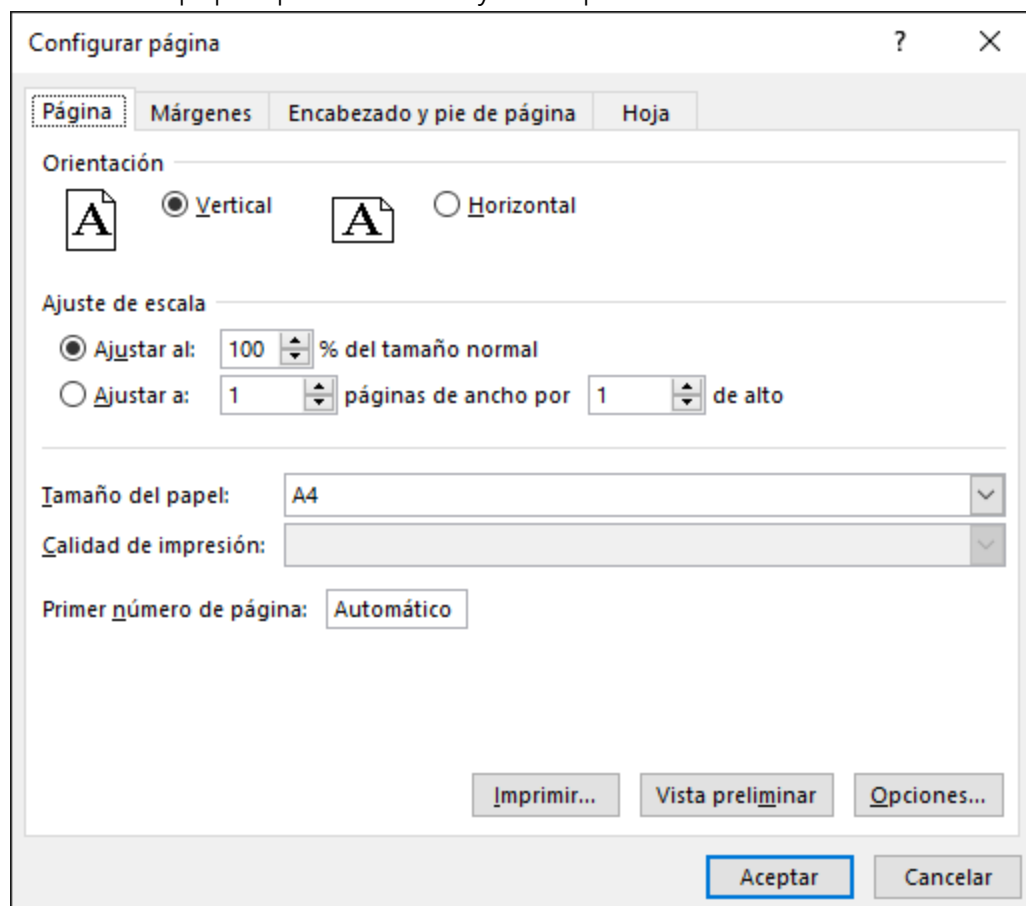 Configurar página
Página Márgenes Encabezado y pie de página Hoja
Orientación
A Vertical A Horizontal
Ajuste de escala
Ajustar al: 100 % del tamaño normal
Ajustar a: 1 páginas de ancho por 1 de alto
Tamaño del papel: A4
Calidad de impresión:
Primer número de página: Automático
Imprimir... Vista preliminar Opciones...
Aceptar Cancelar